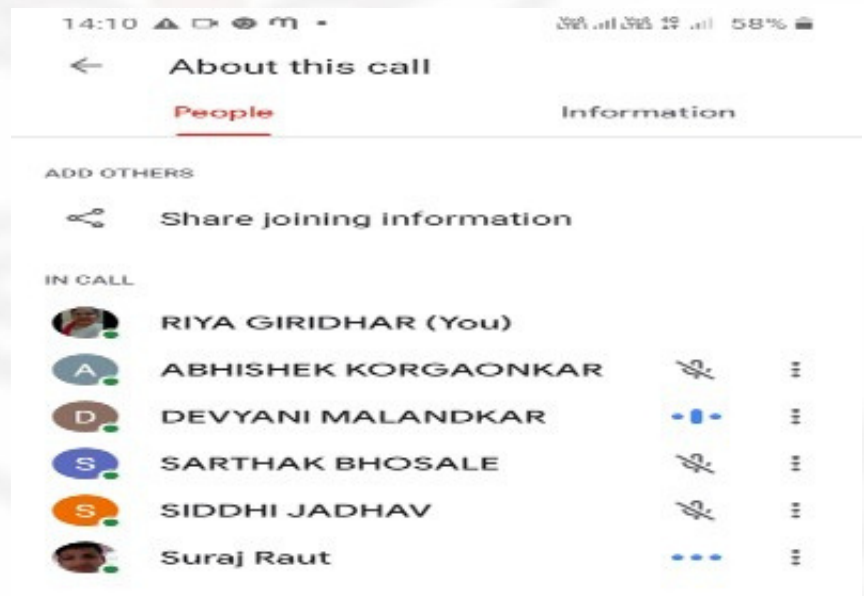 14:10 58%
About this call
People Information
ADD OTHERS
Share joining information
IN CALL
RIYA GIRIDHAR (You)
A ABHISHEK KORGAONKAR
D DEVYANI MALANDKAR
S SARTHAK BHOSALE
S SIDDHI JADHAV
Suraj Raut